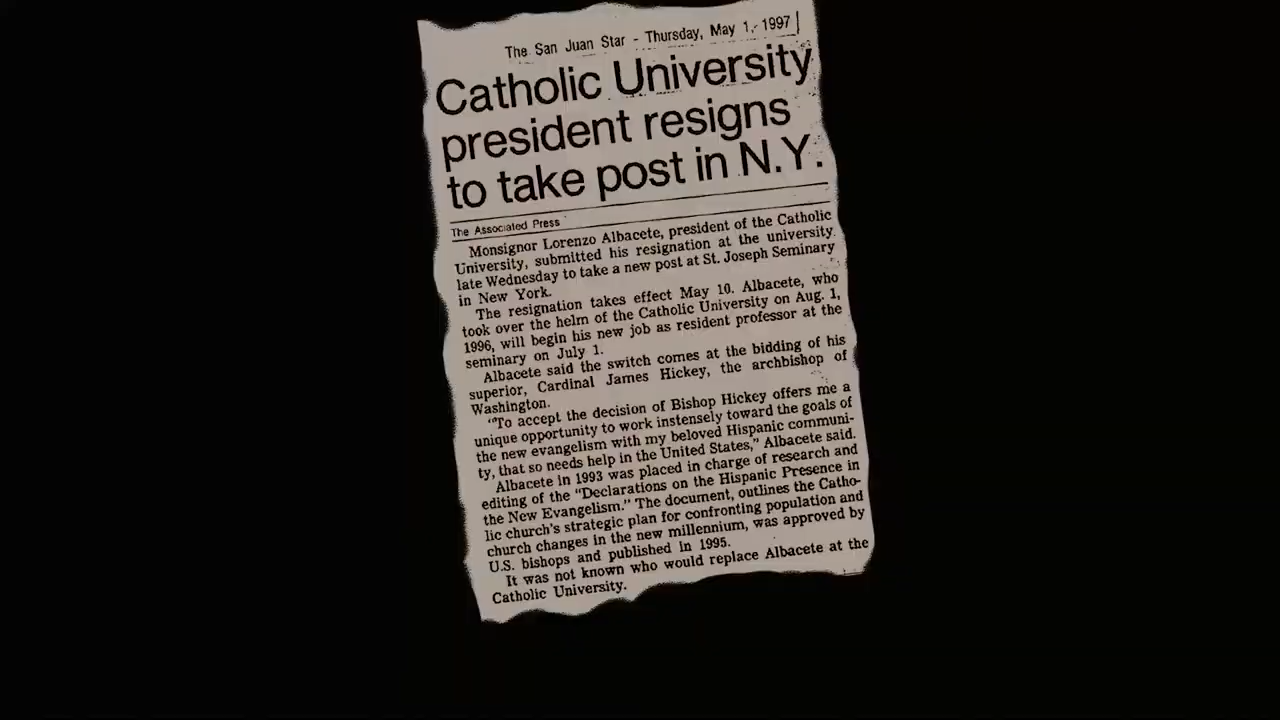 The San Juan Star - Thursday, May 1, 1997
Catholic University
president resigns
to take post in N.Y.
The Associated Press
Monsignor Lorenzo Albacete, president of the Catholic
University, submitted his resignation at the university
late Wednesday to take a new post at St. Joseph Seminary
in New York.
The resignation takes effect May 10. Albacete, who
took over the helm of the Catholic University on Aug. 1,
1996, will begin his new job as resident professor at the
seminary on July 1.
Albacete said the switch comes at the bidding of his
superior, Cardinal James Hickey, the archbishop of
Washington.
"To accept the decision of Bishop Hickey offers me a
unique opportunity to work instensely toward the goals of
the new evangelism with my beloved Hispanic communi-
ty, that so needs help in the United States," Albacete said.
Albacete in 1993 was placed in charge of research and
editing of the "Declarations on the Hispanic Presence in
the New Evangelism." The document, outlines the Catho-
lic church's strategic plan for confronting population and
church changes in the new millennium, was approved by
U.S. bishops and published in 1995.
It was not known who would replace Albacete at the
Catholic University.